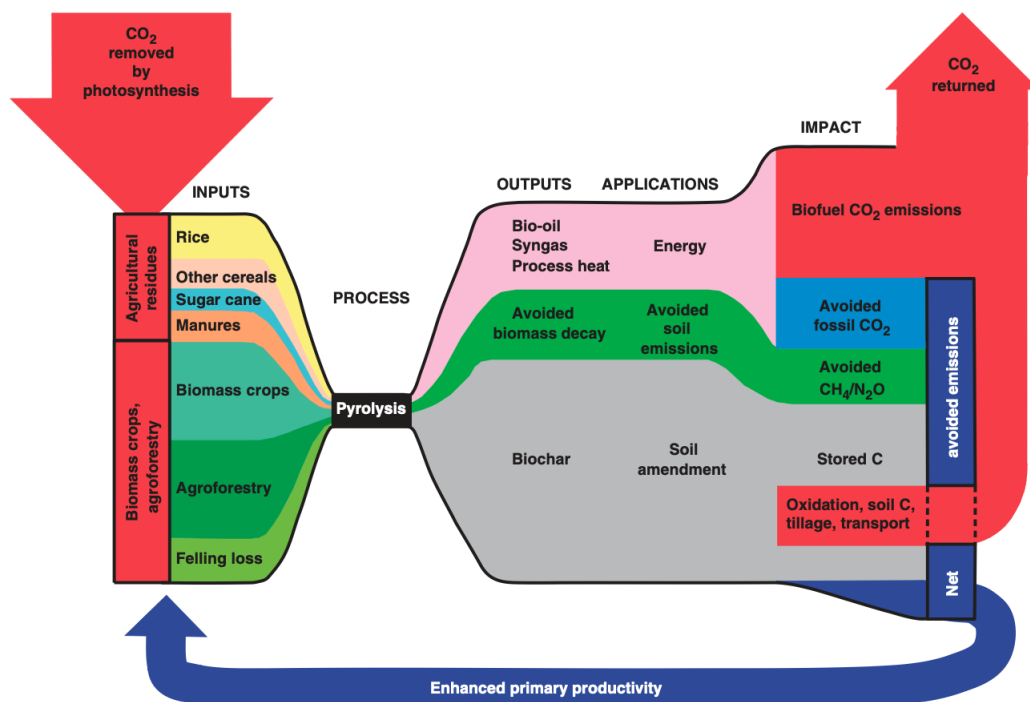 CO₂
removed
by
photosynthesis
CO₂
returned
IMPACT
INPUTS
OUTPUTS
APPLICATIONS
PROCESS
Agricultural
residues
Biomass crops,
agroforestry
Rice
Other cereals
Sugar cane
Manures
Biomass crops
Agroforestry
Felling loss
Pyrolysis
Bio-oil
Syngas
Process heat
Energy
Avoided
biomass decay
Avoided
soil
emissions
Biochar
Soil
amendment
Biofuel CO₂ emissions
Avoided
fossil CO₂
Avoided
CH₄/N₂O
Stored C
Oxidation, soil C,
tillage, transport
avoided emissions
Net
Enhanced primary productivity